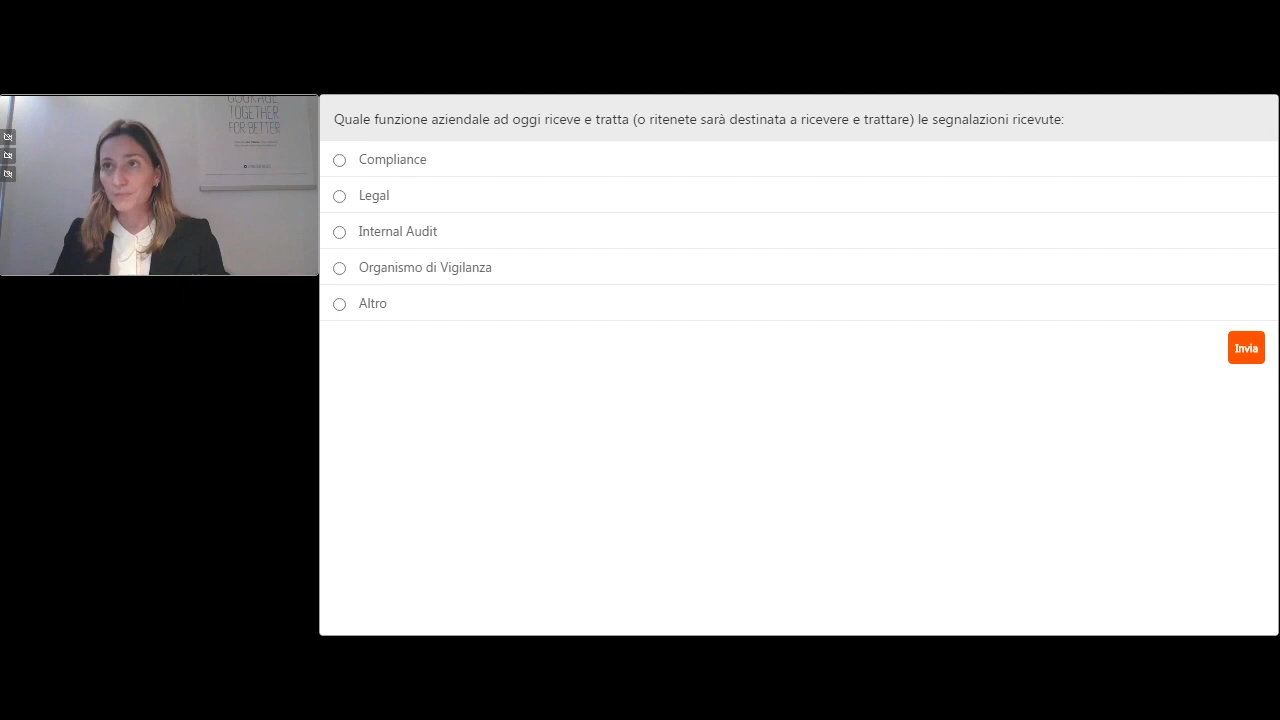 COURAGE
TOGETHER
FOR BETTER
Quale funzione aziendale ad oggi riceve e tratta (o ritenete sarà destinata a ricevere e trattare) le segnalazioni ricevute:
Compliance
Legal
Internal Audit
Organismo di Vigilanza
Altro
Invia